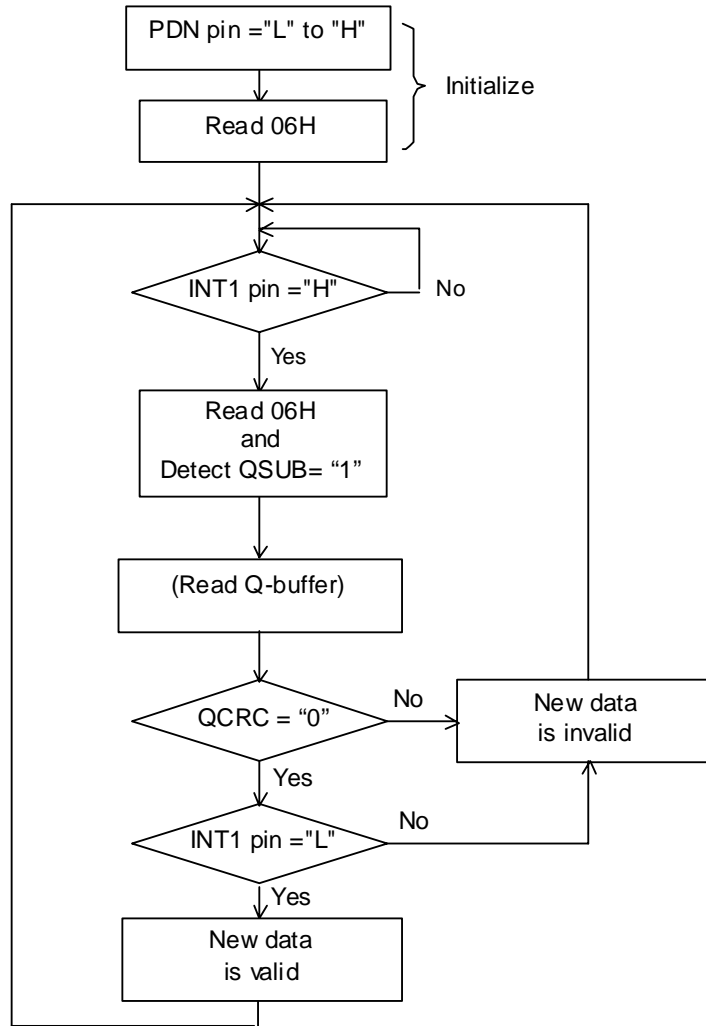 PDN pin ="L" to "H"
Initialize
Read 06H
INT1 pin ="H"
No
Yes
Read 06H
and
Detect QSUB= “1”
(Read Q-buffer)
QCRC = “0”
No
New data
is invalid
Yes
INT1 pin ="L"
No
Yes
New data
is valid